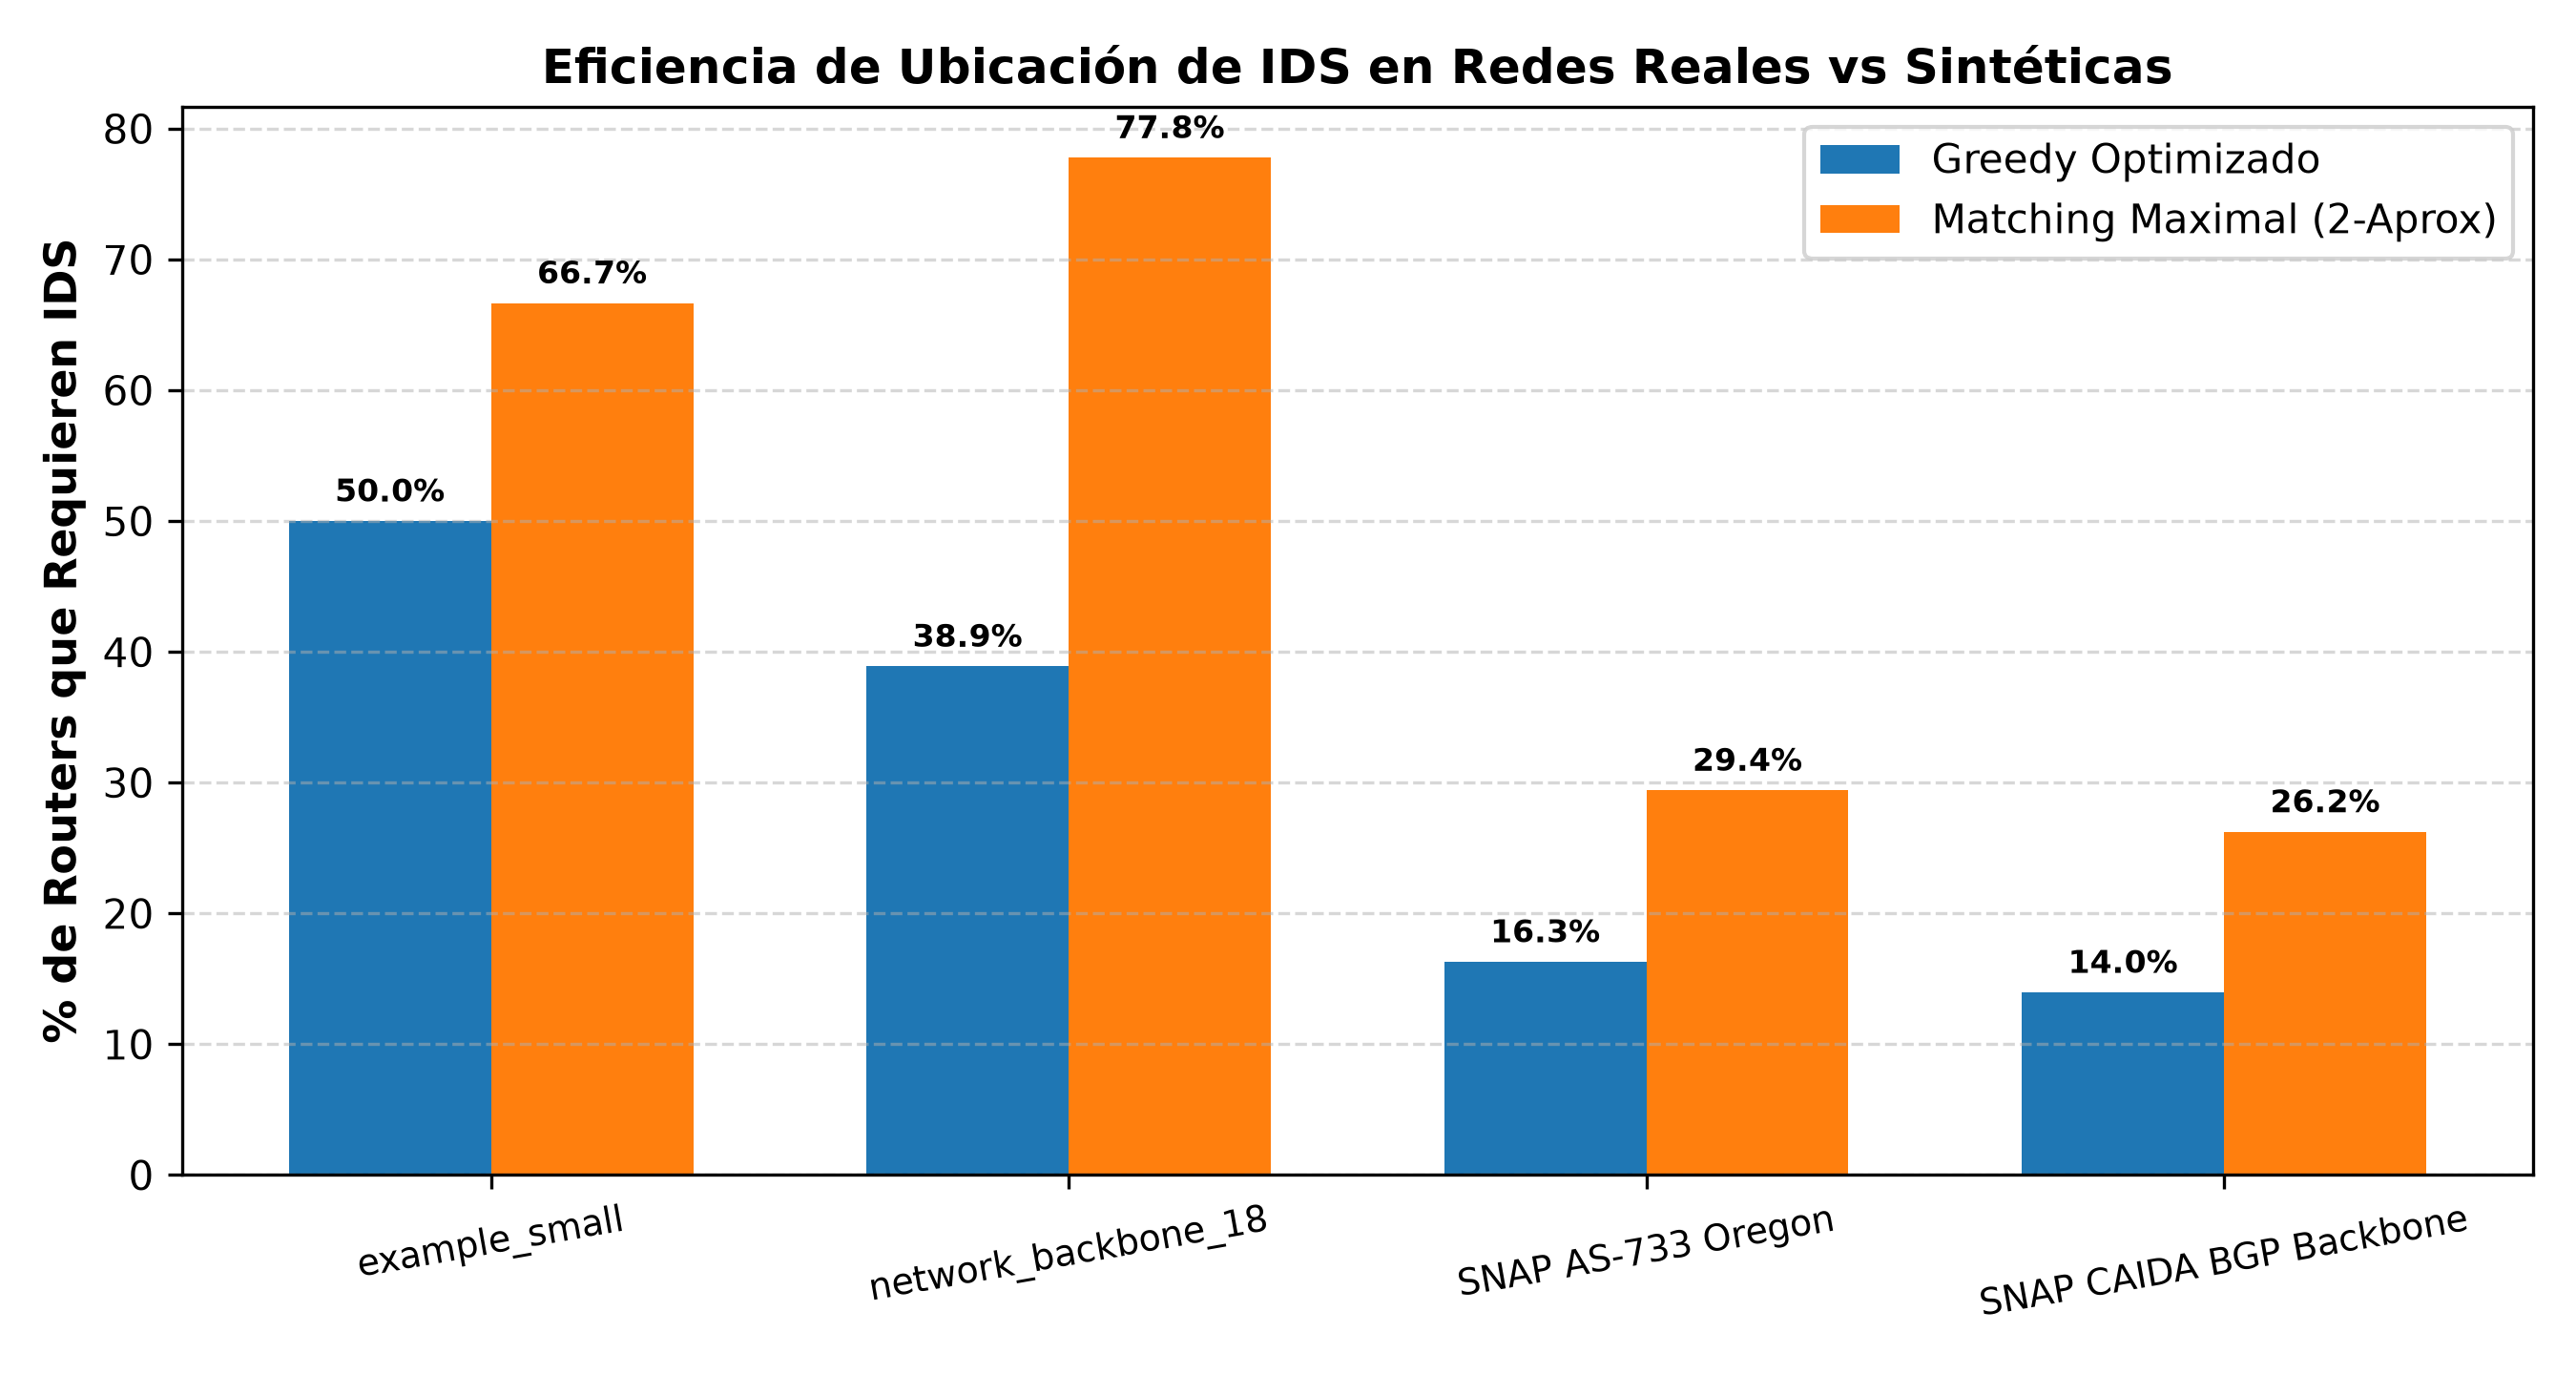 Eficiencia de Ubicación de IDS en Redes Reales vs Sintéticas
% de Routers que Requieren IDS
80
70
60
50
40
30
20
10
0
Greedy Optimizado
Matching Maximal (2-Aprox)
50.0%
66.7%
38.9%
77.8%
16.3%
29.4%
14.0%
26.2%
example_small
network_backbone_18
SNAP AS-733 Oregon
SNAP CAIDA BGP Backbone